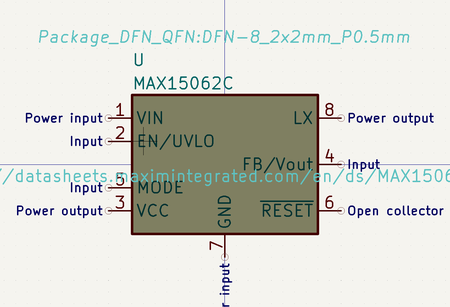 Package_DFN_QFN:DFN-8_2x2mm_P0.5mm
U
MAX15062C
Power input 1 VIN LX 8 Power output
Input 2 EN/UVLO
FB/Vout 4 Input
//datasheets.maximintegrated.com/en/ds/MAX1506
Input 5 MODE
Power output 3 VCC RESET 6 Open collector
GND
7
r input